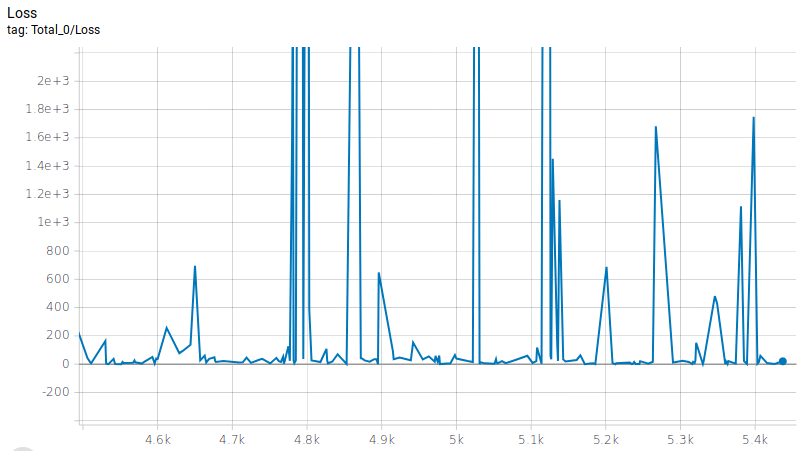 Loss
tag: Total_0/Loss
2e+3
1.8e+3
1.6e+3
1.4e+3
1.2e+3
1e+3
800
600
400
200
0
-200
4.6k 4.7k 4.8k 4.9k 5k 5.1k 5.2k 5.3k 5.4k